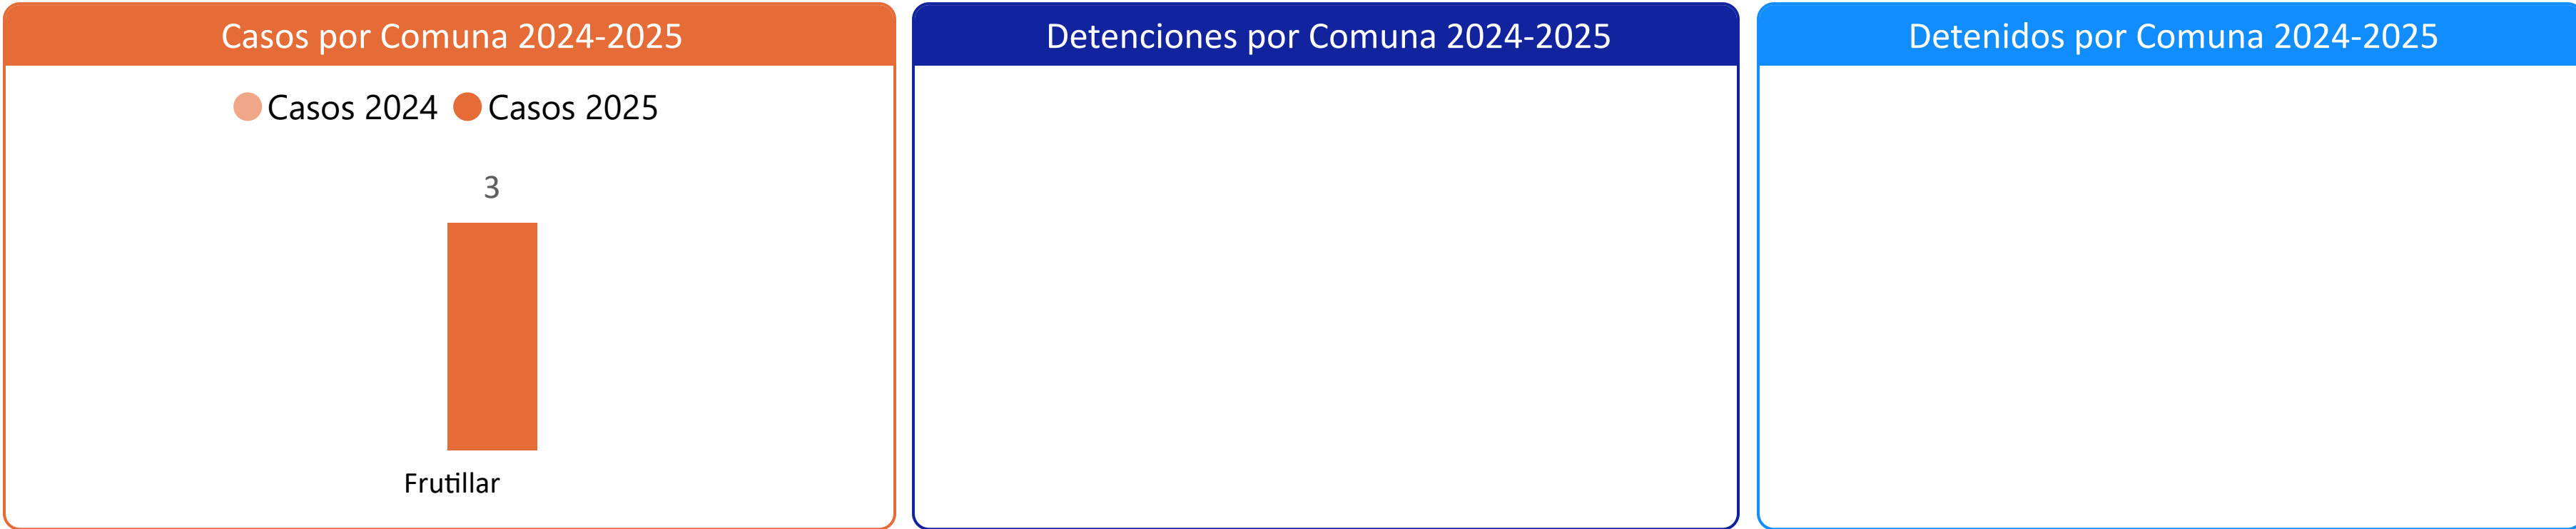 Casos por Comuna 2024-2025
Casos 2024 Casos 2025
3
Frutillar
Detenciones por Comuna 2024-2025
Detenidos por Comuna 2024-2025